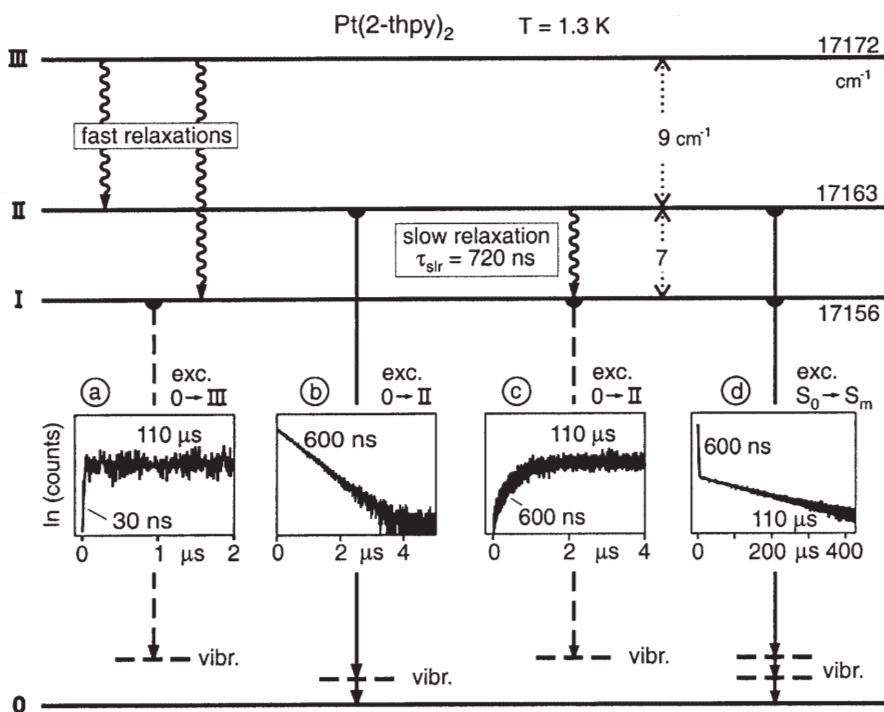 Pt(2-thpy)₂ T = 1.3 K
III 17172
cm⁻¹
fast relaxations
9 cm⁻¹
II 17163
slow relaxation
τslr = 720 ns
7
I 17156
a exc.
0→III
b exc.
0→II
c exc.
0→II
d exc.
S₀→Sₘ
ln (counts)
110 μs
30 ns
0 1 μs 2
600 ns
0 2 μs 4
110 μs
600 ns
0 2 μs 4
600 ns
110 μs
0 200 μs 400
vibr.
vibr.
vibr.
vibr.
0